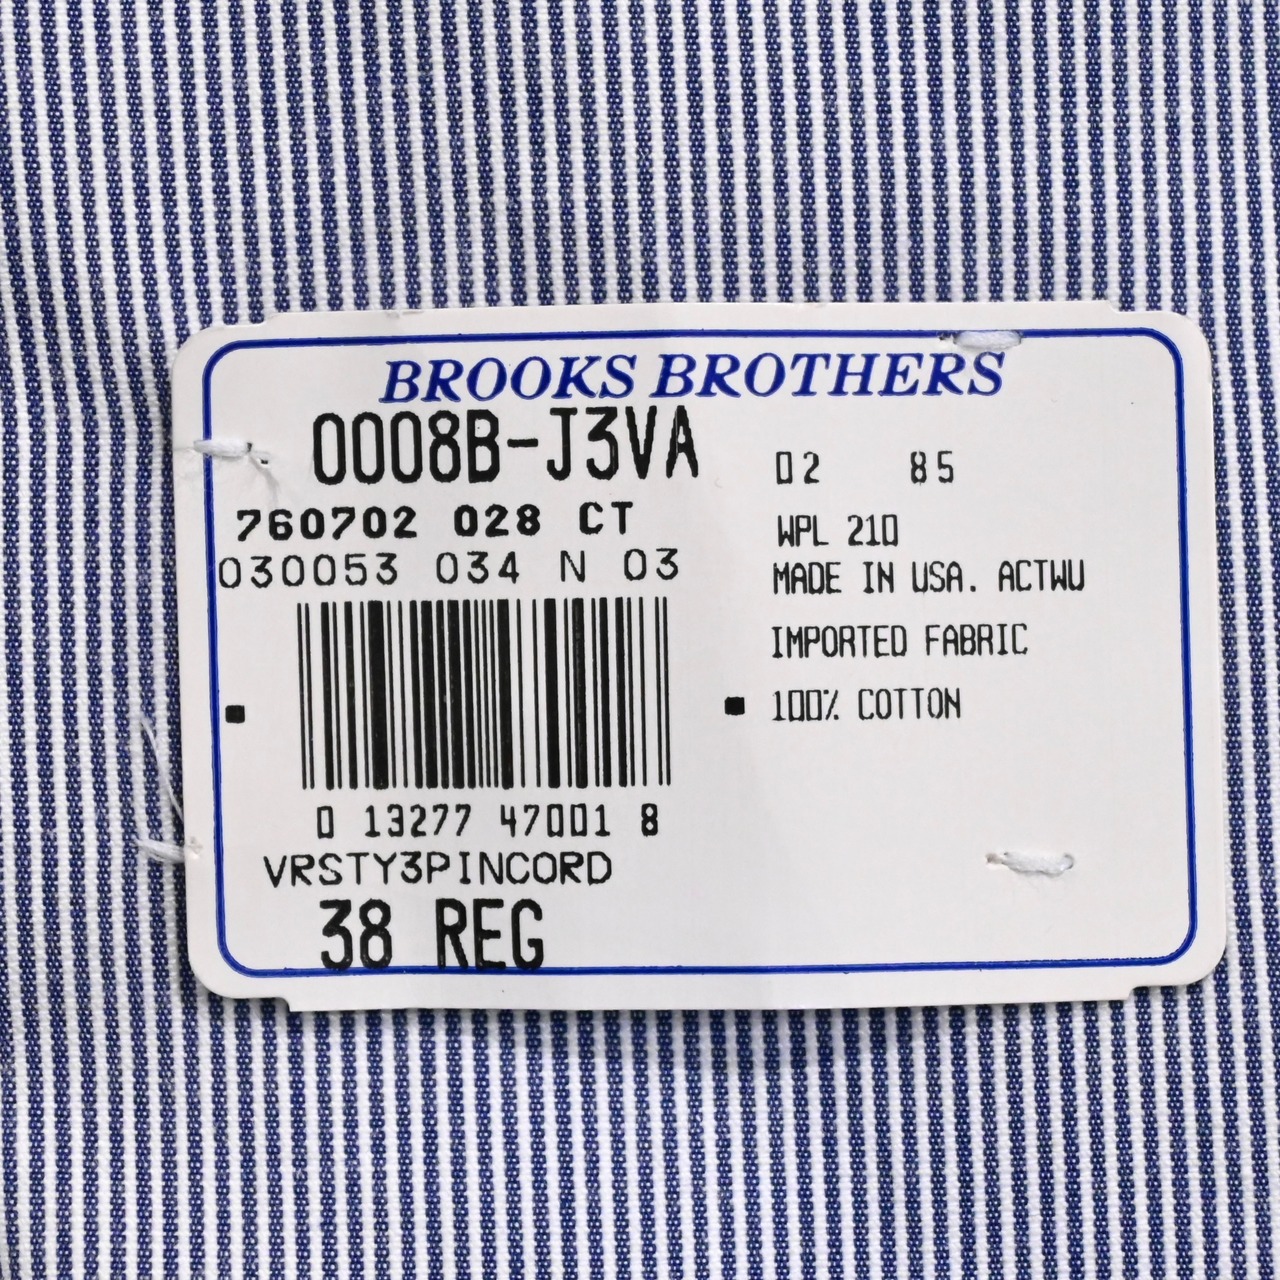 BROOKS BROTHERS
0008B-J3VA
02 85
760702 028 CT
WPL 210
030053 034 N 03
MADE IN USA. ACTWU
IMPORTED FABRIC
100% COTTON
0 13277 47001 8
VRSTY3PINCORD
38 REG